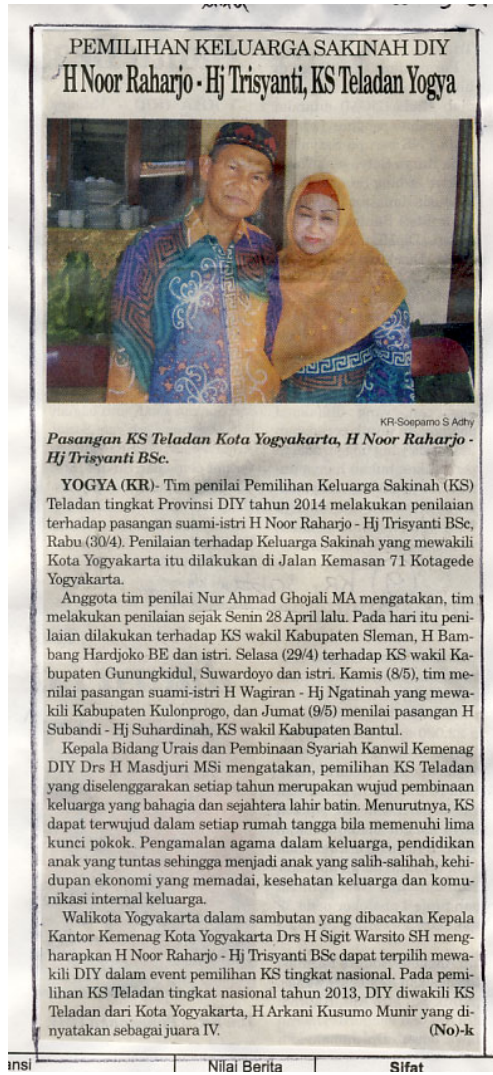 PEMILIHAN KELUARGA SAKINAH DIY
H Noor Raharjo - Hj Trisyanti, KS Teladan Yogya
KR-Soeparno S Adhy
Pasangan KS Teladan Kota Yogyakarta, H Noor Raharjo -
Hj Trisyanti BSc.
YOGYA (KR)- Tim penilai Pemilihan Keluarga Sakinah (KS)
Teladan tingkat Provinsi DIY tahun 2014 melakukan penilaian
terhadap pasangan suami-istri H Noor Raharjo - Hj Trisyanti BSc,
Rabu (30/4). Penilaian terhadap Keluarga Sakinah yang mewakili
Kota Yogyakarta itu dilakukan di Jalan Kemasan 71 Kotagede
Yogyakarta.
Anggota tim penilai Nur Ahmad Ghojali MA mengatakan, tim
melakukan penilaian sejak Senin 28 April lalu. Pada hari itu peni-
laian dilakukan terhadap KS wakil Kabupaten Sleman, H Bam-
bang Hardjoko BE dan istri. Selasa (29/4) terhadap KS wakil Ka-
bupaten Gunungkidul, Suwardoyo dan istri. Kamis (8/5), tim me-
nilai pasangan suami-istri H Wagiran - Hj Ngatinah yang mewa-
kili Kabupaten Kulonprogo, dan Jumat (9/5) menilai pasangan H
Subandi - Hj Suhardinah, KS wakil Kabupaten Bantul.
Kepala Bidang Urais dan Pembinaan Syariah Kanwil Kemenag
DIY Drs H Masdjuri MSi mengatakan, pemilihan KS Teladan
yang diselenggarakan setiap tahun merupakan wujud pembinaan
keluarga yang bahagia dan sejahtera lahir batin. Menurutnya, KS
dapat terwujud dalam setiap rumah tangga bila memenuhi lima
kunci pokok. Pengamalan agama dalam keluarga, pendidikan
anak yang tuntas sehingga menjadi anak yang salih-salihah, kehi-
dupan ekonomi yang memadai, kesehatan keluarga dan komu-
nikasi internal keluarga.
Walikota Yogyakarta dalam sambutan yang dibacakan Kepala
Kantor Kemenag Kota Yogyakarta Drs H Sigit Warsito SH meng-
harapkan H Noor Raharjo - Hj Trisyanti BSc dapat terpilih mewa-
kili DIY dalam event pemilihan KS tingkat nasional. Pada pemi-
lihan KS Teladan tingkat nasional tahun 2013, DIY diwakili KS
Teladan dari Kota Yogyakarta, H Arkani Kusumo Munir yang di-
nyatakan sebagai juara IV. (No)-k
ansi Nilai Berita Sifat